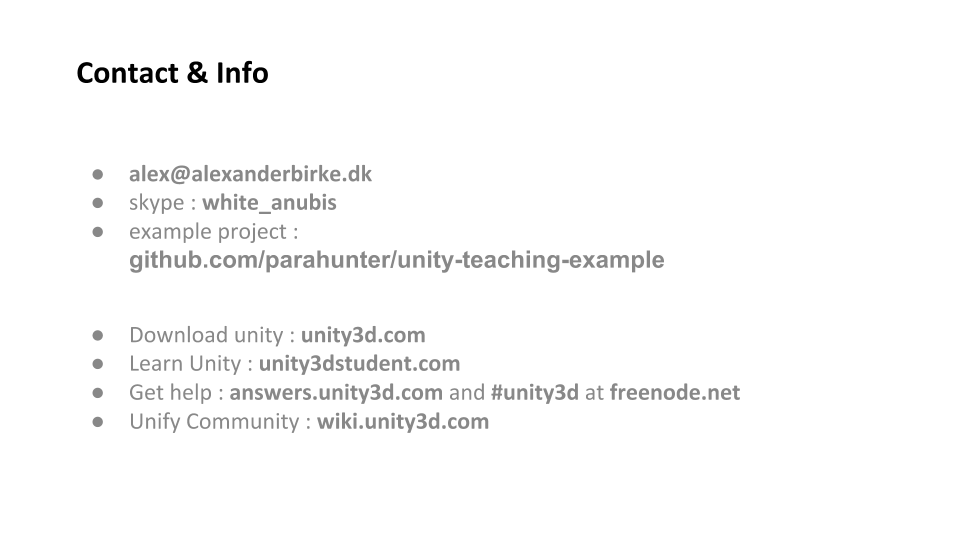 Contact & Info
● alex@alexanderbirke.dk
● skype : white_anubis
● example project :
github.com/parahunter/unity-teaching-example
● Download unity : unity3d.com
● Learn Unity : unity3dstudent.com
● Get help : answers.unity3d.com and #unity3d at freenode.net
● Unify Community : wiki.unity3d.com